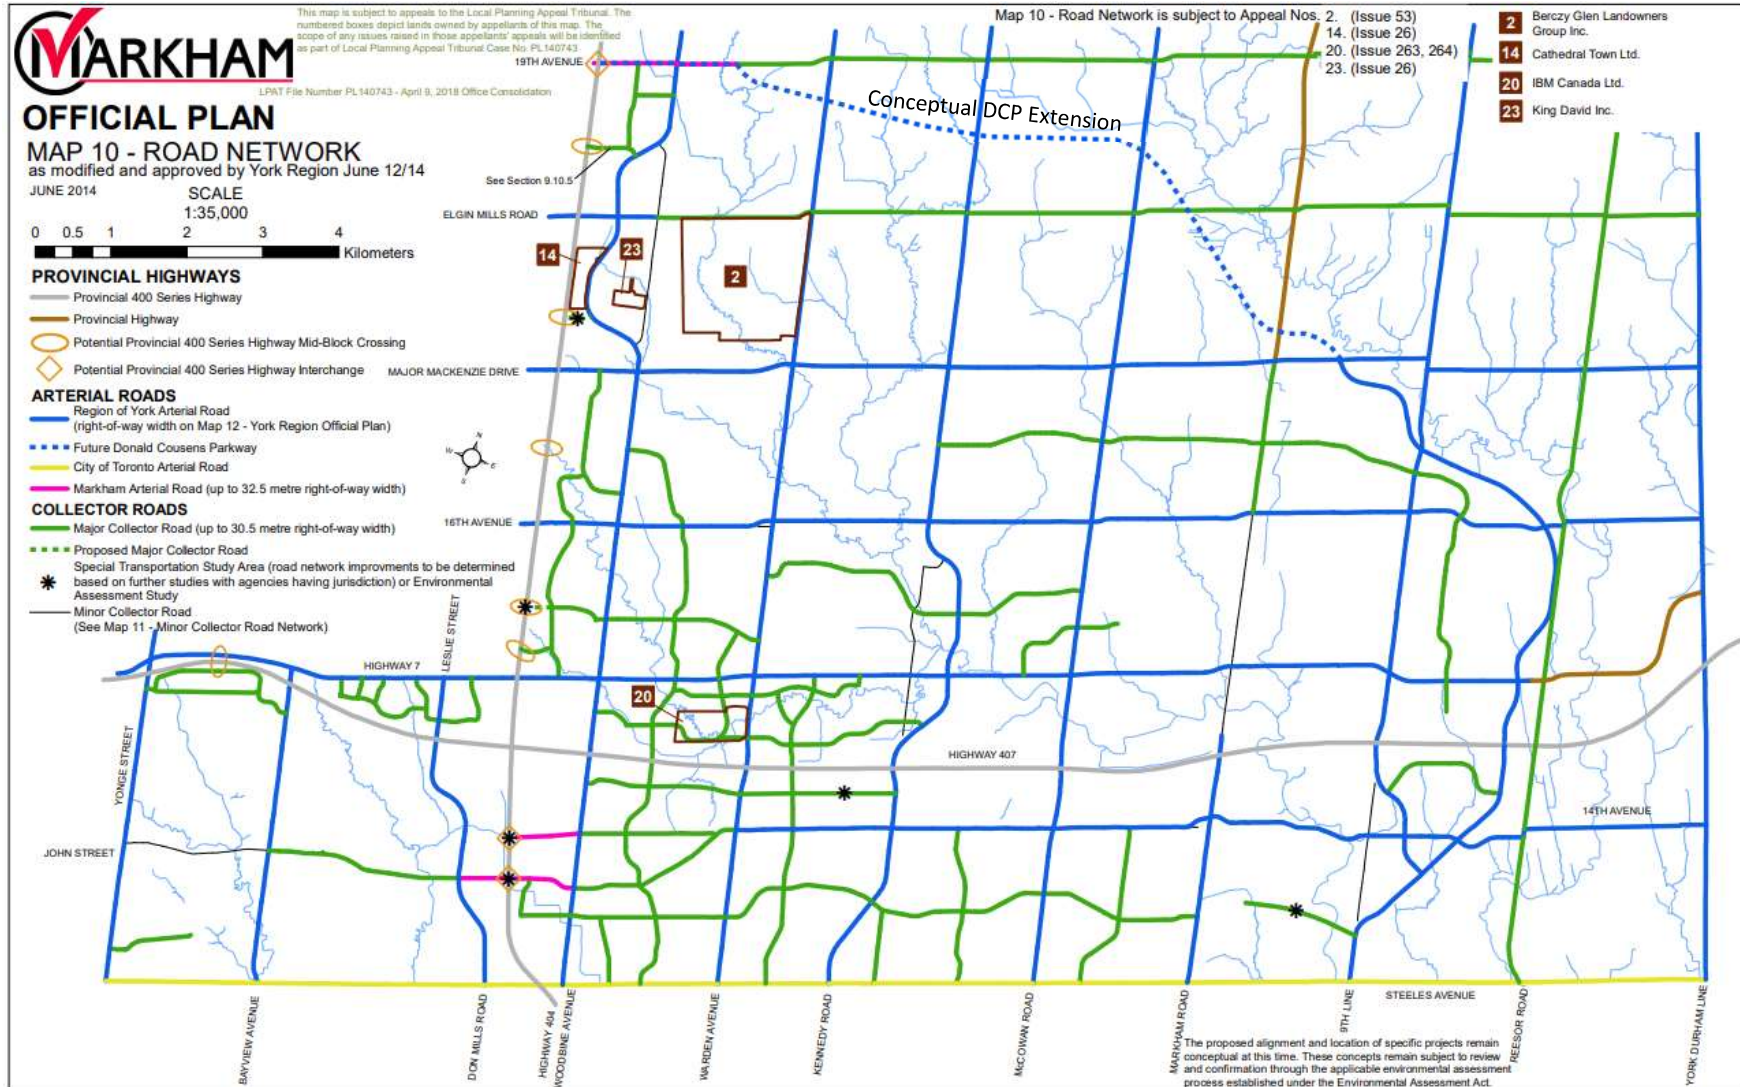 MARKHAM
This map is subject to appeals to the Local Planning Appeal Tribunal. The
numbered boxes depict lands owned by appellants of this map. The
scope of any issues raised in those appellants' appeals will be identified
as part of Local Planning Appeal Tribunal Case No. PL140743
LPAT File Number PL140743 - April 9, 2018 Office Consolidation
OFFICIAL PLAN
MAP 10 - ROAD NETWORK
as modified and approved by York Region June 12/14
JUNE 2014
SCALE
1:35,000
0 0.5 1 2 3 4
Kilometers
PROVINCIAL HIGHWAYS
Provincial 400 Series Highway
Provincial Highway
Potential Provincial 400 Series Highway Mid-Block Crossing
Potential Provincial 400 Series Highway Interchange
ARTERIAL ROADS
Region of York Arterial Road
(right-of-way width on Map 12 - York Region Official Plan)
Future Donald Cousens Parkway
City of Toronto Arterial Road
Markham Arterial Road (up to 32.5 metre right-of-way width)
COLLECTOR ROADS
Major Collector Road (up to 30.5 metre right-of-way width)
Proposed Major Collector Road
Special Transportation Study Area (road network improvments to be determined
based on further studies with agencies having jurisdiction) or Environmental
Assessment Study
Minor Collector Road
(See Map 11 - Minor Collector Road Network)
Map 10 - Road Network is subject to Appeal Nos. 2. (Issue 53)
14. (Issue 26)
20. (Issue 263, 264)
23. (Issue 26)
2 Berczy Glen Landowners
Group Inc.
14 Cathedral Town Ltd.
20 IBM Canada Ltd.
23 King David Inc.
19TH AVENUE
Conceptual DCP Extension
See Section 9.10.5
ELGIN MILLS ROAD
14
23
2
MAJOR MACKENZIE DRIVE
N
E
S
W
16TH AVENUE
LESLIE STREET
HIGHWAY 7
20
YONGE STREET
HIGHWAY 407
14TH AVENUE
JOHN STREET
STEELES AVENUE
BAYVIEW AVENUE
DON MILLS ROAD
HIGHWAY 404
WOODBINE AVENUE
WARDEN AVENUE
KENNEDY ROAD
McCOWAN ROAD
MARKHAM ROAD
9TH LINE
REESOR ROAD
YORK DURHAM LINE
The proposed alignment and location of specific projects remain
conceptual at this time. These concepts remain subject to review
and confirmation through the applicable environmental assessment
process established under the Environmental Assessment Act.